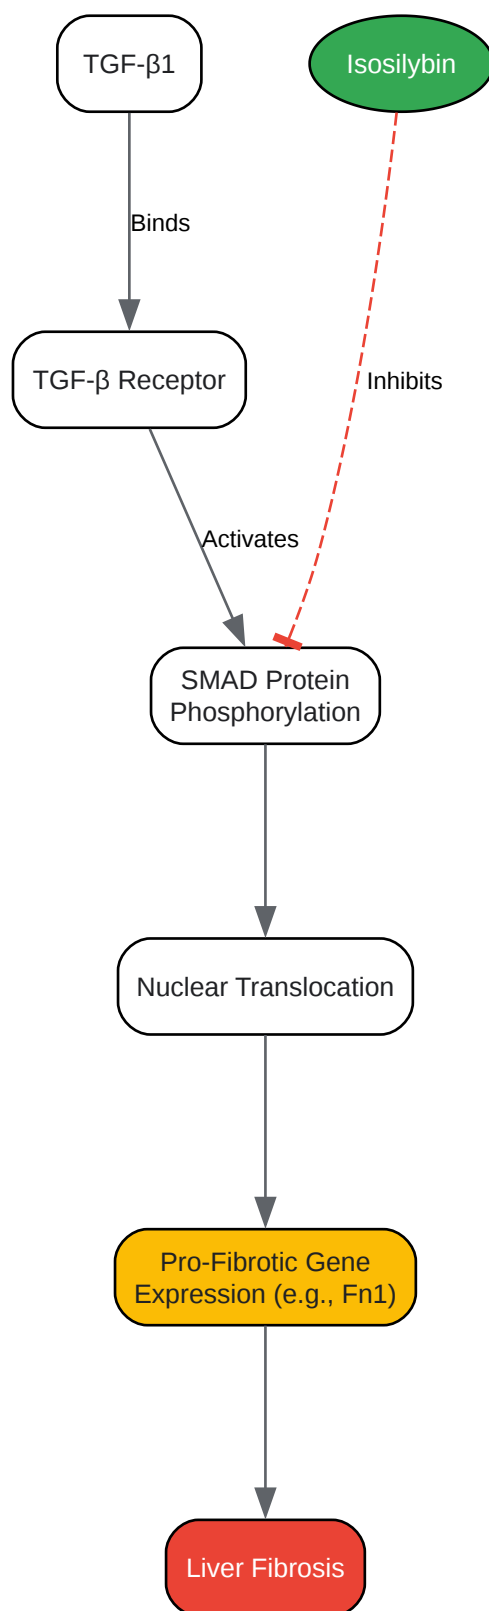 TGF-β1
Isosilybin
Binds
TGF-β Receptor
Inhibits
Activates
SMAD Protein
Phosphorylation
Nuclear Translocation
Pro-Fibrotic Gene
Expression (e.g., Fn1)
Liver Fibrosis